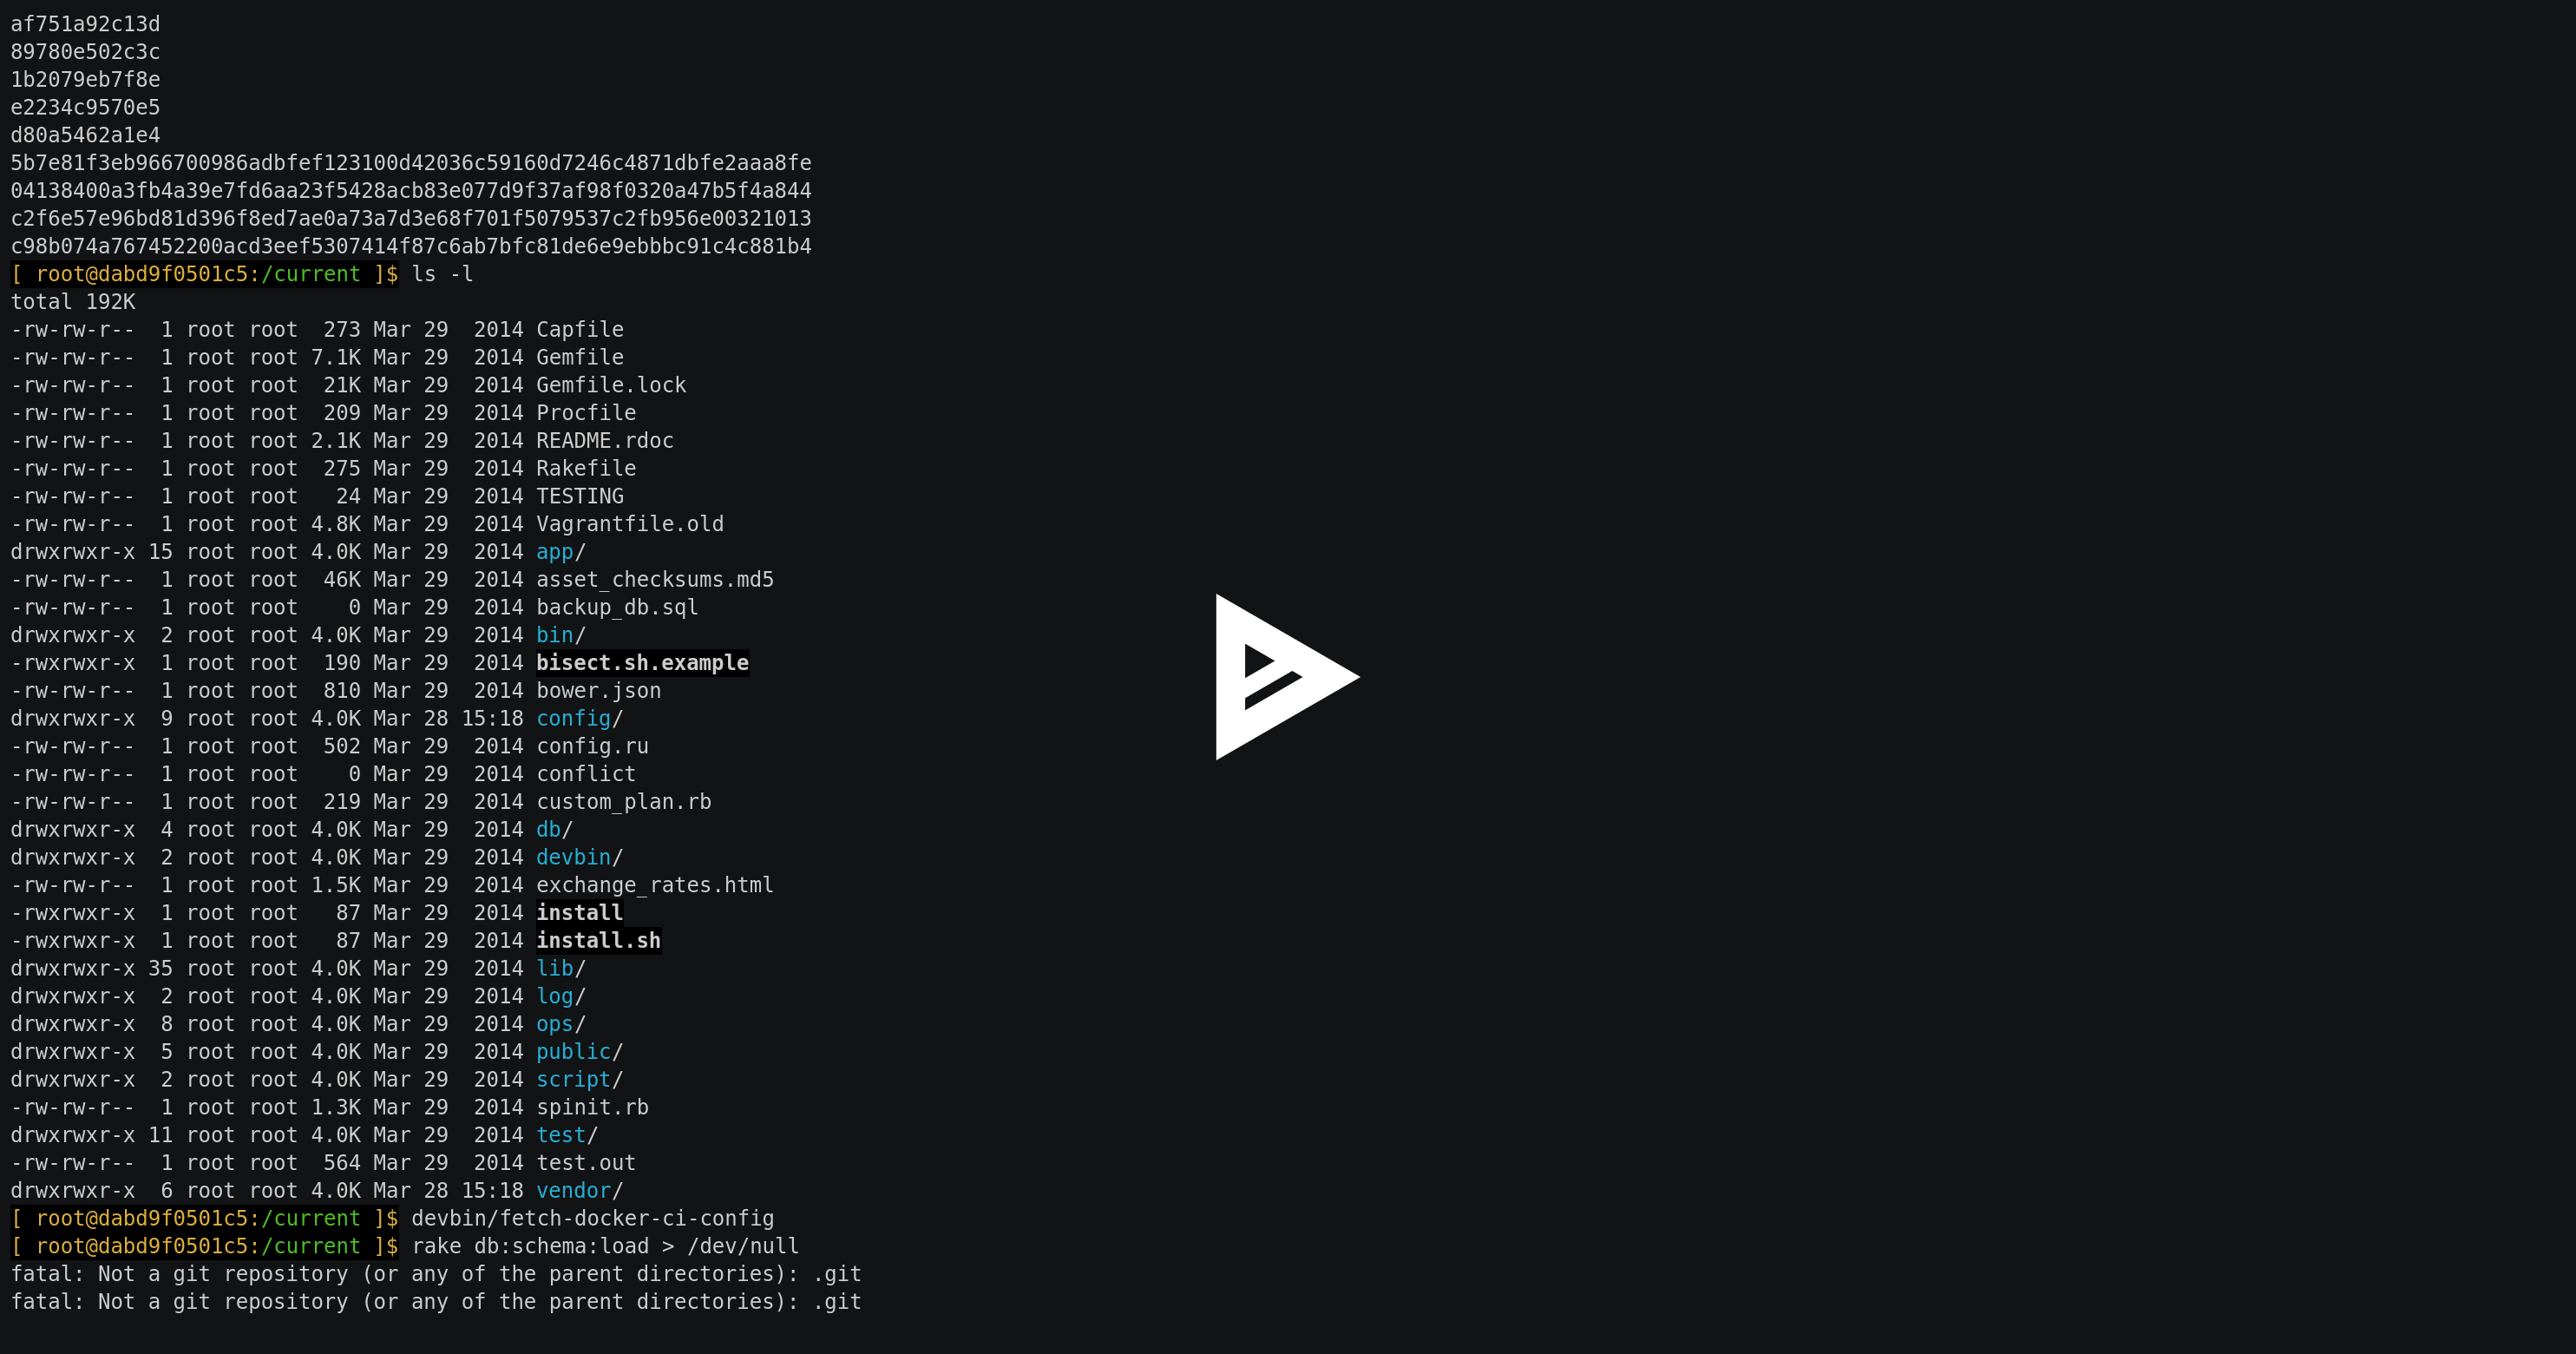 af751a92c13d
89780e502c3c
1b2079eb7f8e
e2234c9570e5
d80a5462a1e4
5b7e81f3eb966700986adbfef123100d42036c59160d7246c4871dbfe2aaa8fe
04138400a3fb4a39e7fd6aa23f5428acb83e077d9f37af98f0320a47b5f4a844
c2f6e57e96bd81d396f8ed7ae0a73a7d3e68f701f5079537c2fb956e00321013
c98b074a767452200acd3eef5307414f87c6ab7bfc81de6e9ebbbc91c4c881b4
[ root@dabd9f0501c5:/current ]$ ls -l
total 192K
-rw-rw-r--  1 root root  273 Mar 29  2014 Capfile
-rw-rw-r--  1 root root 7.1K Mar 29  2014 Gemfile
-rw-rw-r--  1 root root  21K Mar 29  2014 Gemfile.lock
-rw-rw-r--  1 root root  209 Mar 29  2014 Procfile
-rw-rw-r--  1 root root 2.1K Mar 29  2014 README.rdoc
-rw-rw-r--  1 root root  275 Mar 29  2014 Rakefile
-rw-rw-r--  1 root root   24 Mar 29  2014 TESTING
-rw-rw-r--  1 root root 4.8K Mar 29  2014 Vagrantfile.old
drwxrwxr-x 15 root root 4.0K Mar 29  2014 app/
-rw-rw-r--  1 root root  46K Mar 29  2014 asset_checksums.md5
-rw-rw-r--  1 root root    0 Mar 29  2014 backup_db.sql
drwxrwxr-x  2 root root 4.0K Mar 29  2014 bin/
-rwxrwxr-x  1 root root  190 Mar 29  2014 bisect.sh.example
-rw-rw-r--  1 root root  810 Mar 29  2014 bower.json
drwxrwxr-x  9 root root 4.0K Mar 28 15:18 config/
-rw-rw-r--  1 root root  502 Mar 29  2014 config.ru
-rw-rw-r--  1 root root    0 Mar 29  2014 conflict
-rw-rw-r--  1 root root  219 Mar 29  2014 custom_plan.rb
drwxrwxr-x  4 root root 4.0K Mar 29  2014 db/
drwxrwxr-x  2 root root 4.0K Mar 29  2014 devbin/
-rw-rw-r--  1 root root 1.5K Mar 29  2014 exchange_rates.html
-rwxrwxr-x  1 root root   87 Mar 29  2014 install
-rwxrwxr-x  1 root root   87 Mar 29  2014 install.sh
drwxrwxr-x 35 root root 4.0K Mar 29  2014 lib/
drwxrwxr-x  2 root root 4.0K Mar 29  2014 log/
drwxrwxr-x  8 root root 4.0K Mar 29  2014 ops/
drwxrwxr-x  5 root root 4.0K Mar 29  2014 public/
drwxrwxr-x  2 root root 4.0K Mar 29  2014 script/
-rw-rw-r--  1 root root 1.3K Mar 29  2014 spinit.rb
drwxrwxr-x 11 root root 4.0K Mar 29  2014 test/
-rw-rw-r--  1 root root  564 Mar 29  2014 test.out
drwxrwxr-x  6 root root 4.0K Mar 28 15:18 vendor/
[ root@dabd9f0501c5:/current ]$ devbin/fetch-docker-ci-config
[ root@dabd9f0501c5:/current ]$ rake db:schema:load > /dev/null
fatal: Not a git repository (or any of the parent directories): .git
fatal: Not a git repository (or any of the parent directories): .git